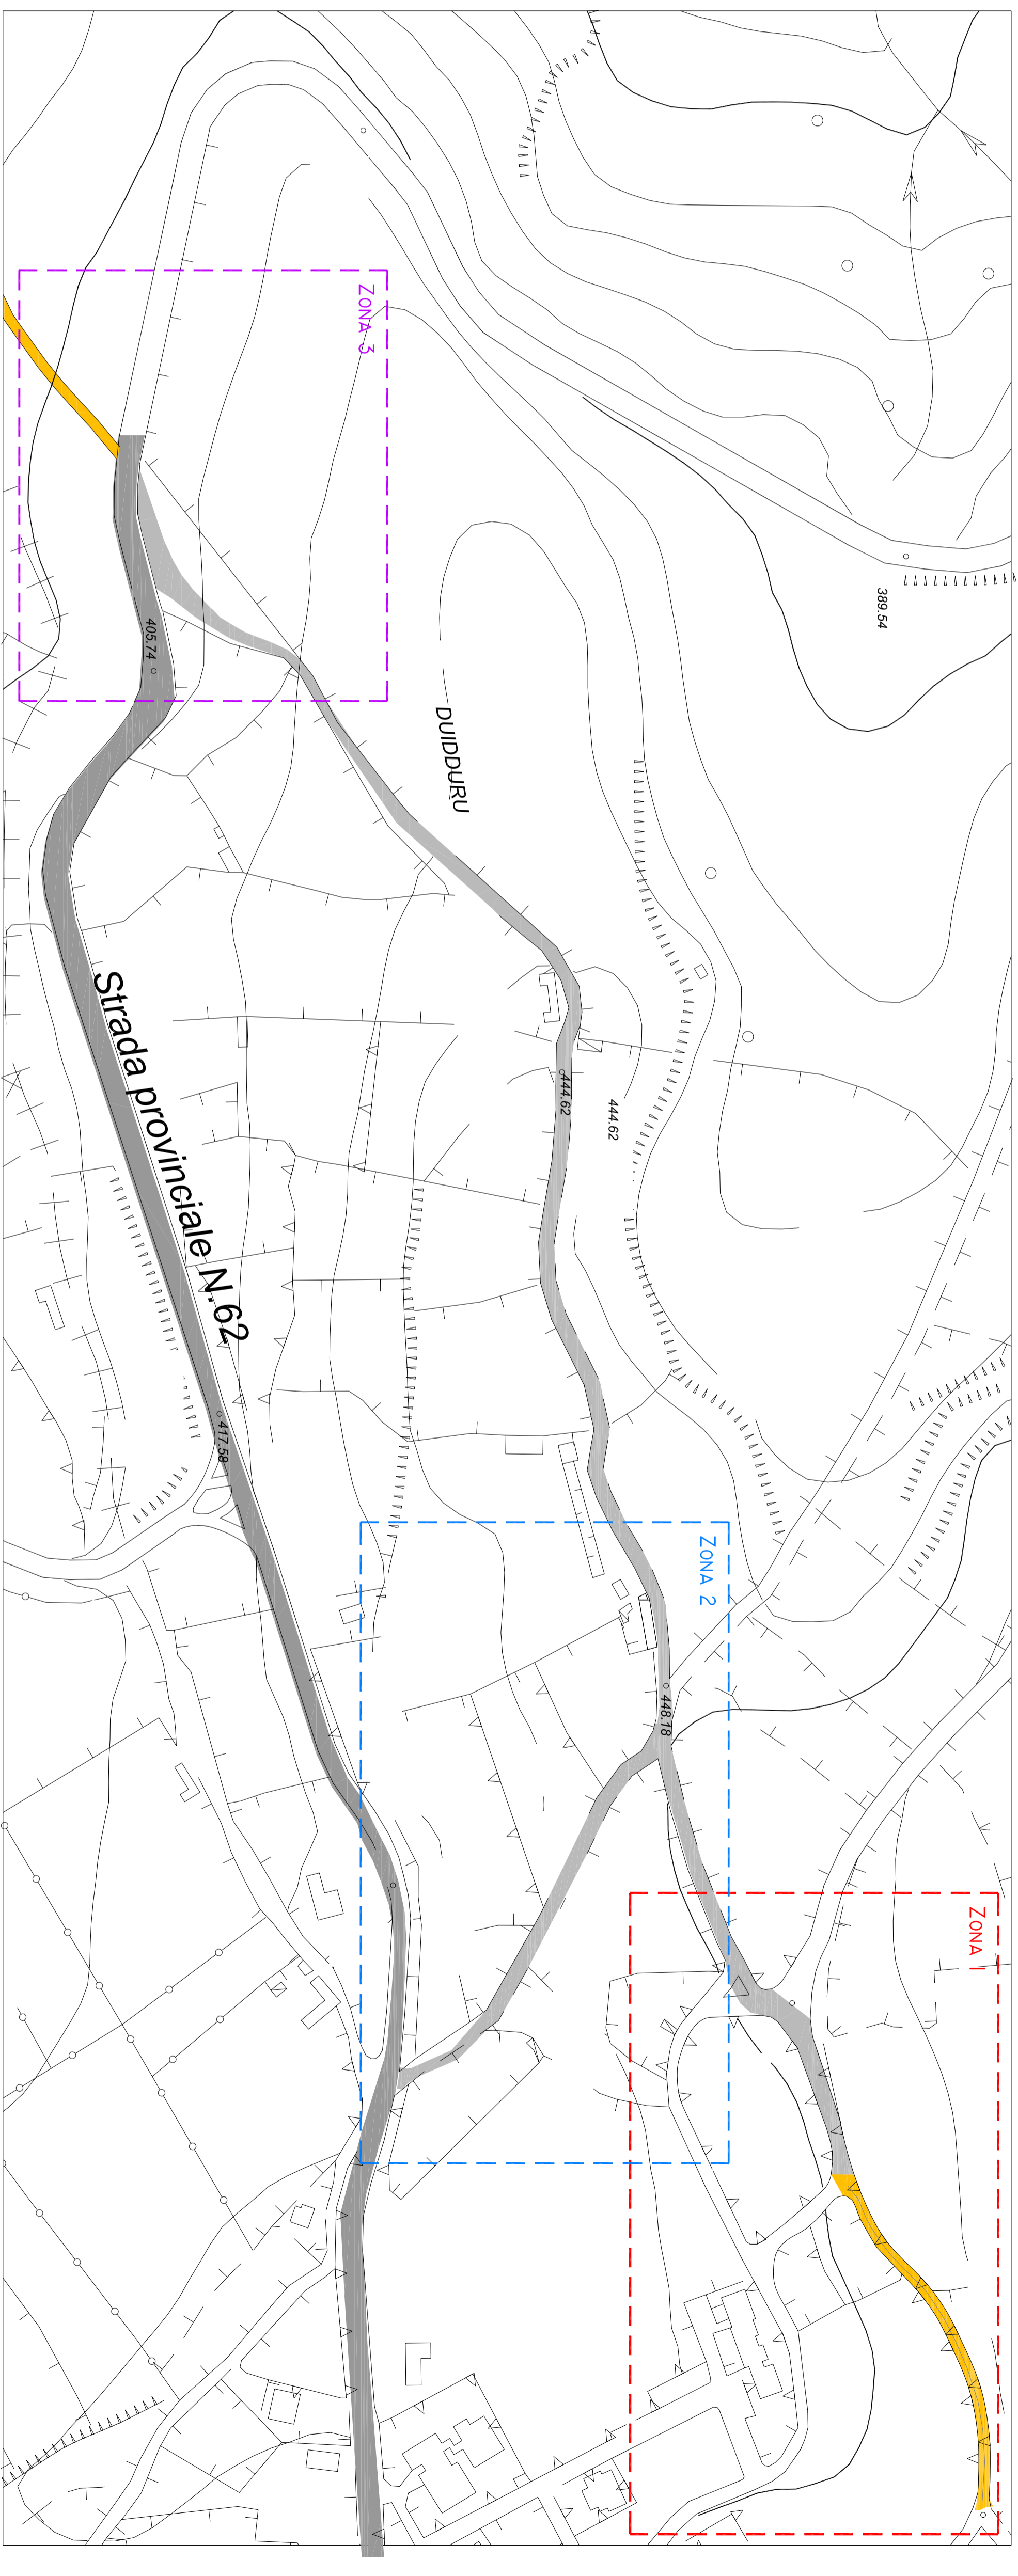 ZONA 3
389.54
405.74
DUIDDURU
Strada provinciale N.62
444.62
444.62
417.58
ZONA 2
448.18
ZONA 1